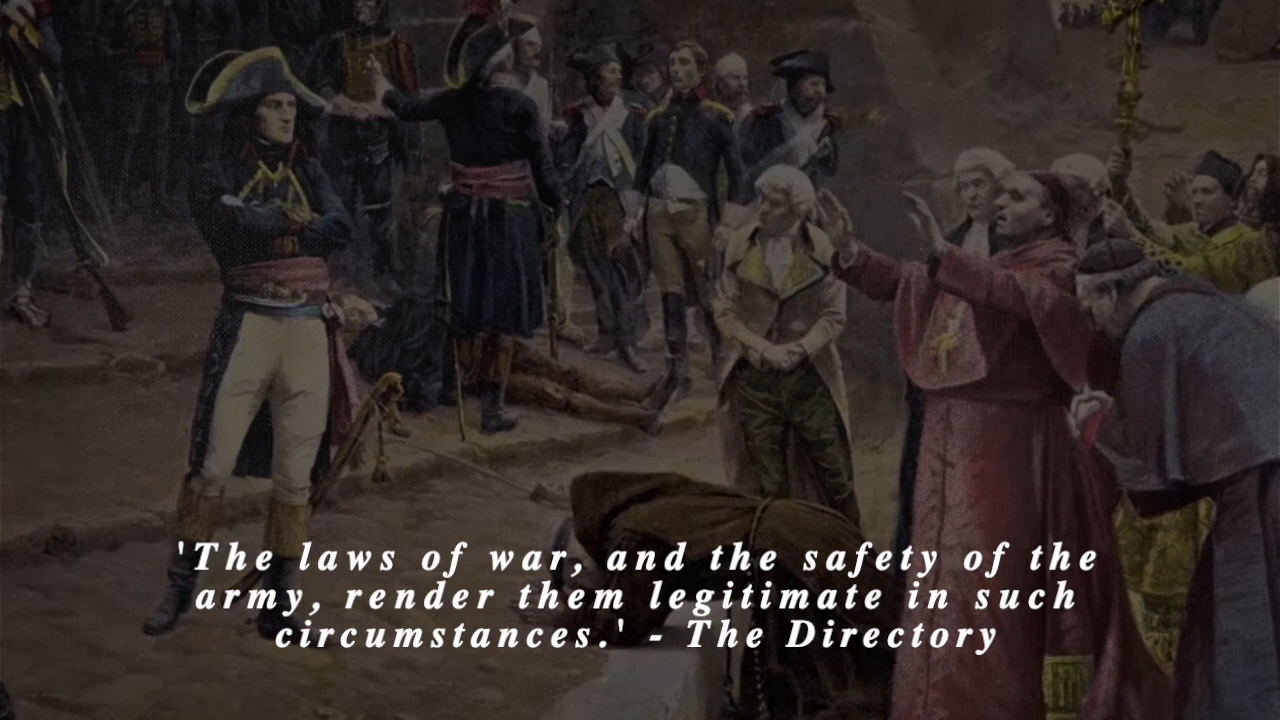 'The laws of war, and the safety of the
army, render them legitimate in such
circumstances.' - The Directory